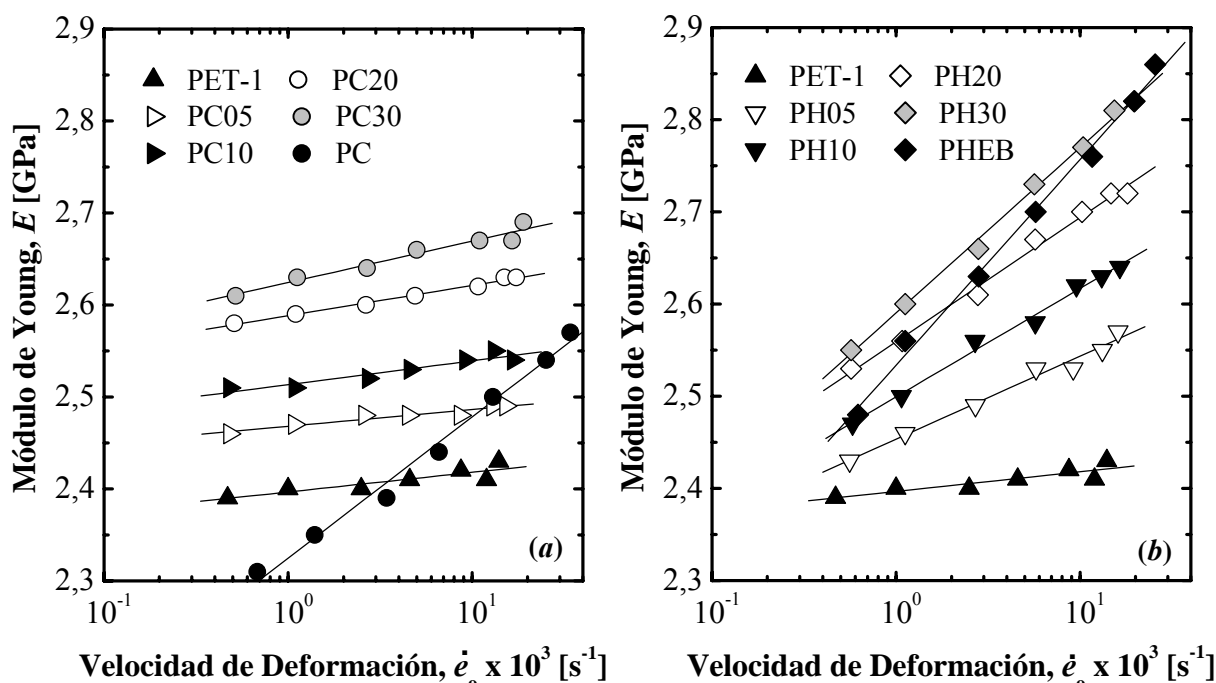 2,9
2,8
2,7
2,6
2,5
2,4
2,3
Módulo de Young, E [GPa]
PET-1
PC20
PC05
PC30
PC10
PC
(a)
10⁻¹
10⁰
10¹
Velocidad de Deformación, ė₀ x 10³ [s⁻¹]
2,9
2,8
2,7
2,6
2,5
2,4
2,3
Módulo de Young, E [GPa]
PET-1
PH20
PH05
PH30
PH10
PHEB
(b)
10⁻¹
10⁰
10¹
Velocidad de Deformación, ė₀ x 10³ [s⁻¹]